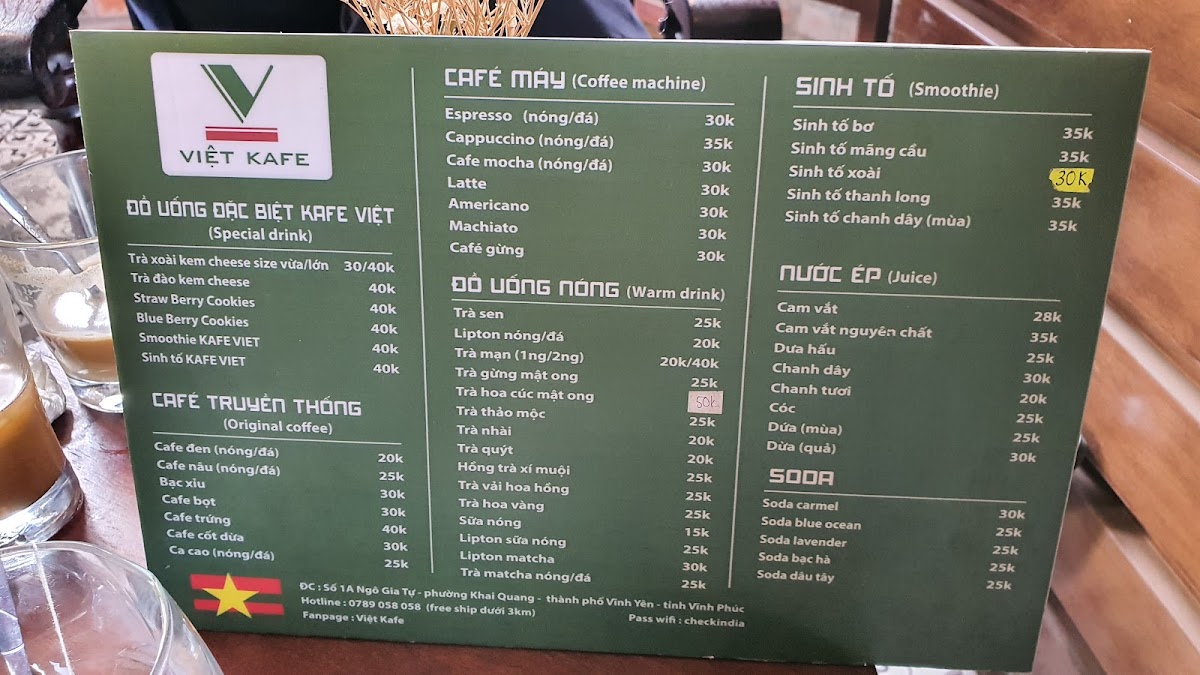 VIỆT KAFE
ĐỒ UỐNG ĐẶC BIỆT KAFE VIỆT
(Special drink)
Trà xoài kem cheese size vừa/lớn 30/40k
Trà đào kem cheese 40k
Straw Berry Cookies 40k
Blue Berry Cookies 40k
Smoothie KAFE VIET 40k
Sinh tố KAFE VIET 40k
CAFÉ TRUYỀN THỐNG
(Original coffee)
Cafe đen (nóng/đá) 20k
Cafe nâu (nóng/đá) 25k
Bạc xỉu 30k
Cafe bọt 30k
Cafe trứng 40k
Cafe cốt dừa 30k
Ca cao (nóng/đá) 25k
CAFÉ MÁY (Coffee machine)
Espresso (nóng/đá) 30k
Cappuccino (nóng/đá) 35k
Cafe mocha (nóng/đá) 30k
Latte 30k
Americano 30k
Machiato 30k
Café gừng 30k
ĐỒ UỐNG NÓNG (Warm drink)
Trà sen 25k
Lipton nóng/đá 20k
Trà mạn (1ng/2ng) 20k/40k
Trà gừng mật ong 25k
Trà hoa cúc mật ong 50k
Trà thảo mộc 25k
Trà nhài 20k
Trà quýt 20k
Hồng trà xí muội 25k
Trà vải hoa hồng 25k
Trà hoa vàng 25k
Sữa nóng 15k
Lipton sữa nóng 25k
Lipton matcha 30k
Trà matcha nóng/đá 25k
SINH TỐ (Smoothie)
Sinh tố bơ 35k
Sinh tố mãng cầu 35k
Sinh tố xoài 30K
Sinh tố thanh long 35k
Sinh tố chanh dây (mùa) 35k
NƯỚC ÉP (Juice)
Cam vắt 28k
Cam vắt nguyên chất 35k
Dưa hấu 25k
Chanh dây 30k
Chanh tươi 20k
Cóc 25k
Dứa (mùa) 25k
Dừa (quả) 30k
SODA
Soda carmel 30k
Soda blue ocean 25k
Soda lavender 25k
Soda bạc hà 25k
Soda dâu tây 25k
ĐC : Số 1A Ngô Gia Tự - phường Khai Quang - thành phố Vĩnh Yên - tỉnh Vĩnh Phúc
Hotline : 0789 058 058 (free ship dưới 3km)
Fanpage : Việt Kafe Pass wifi : checkindia